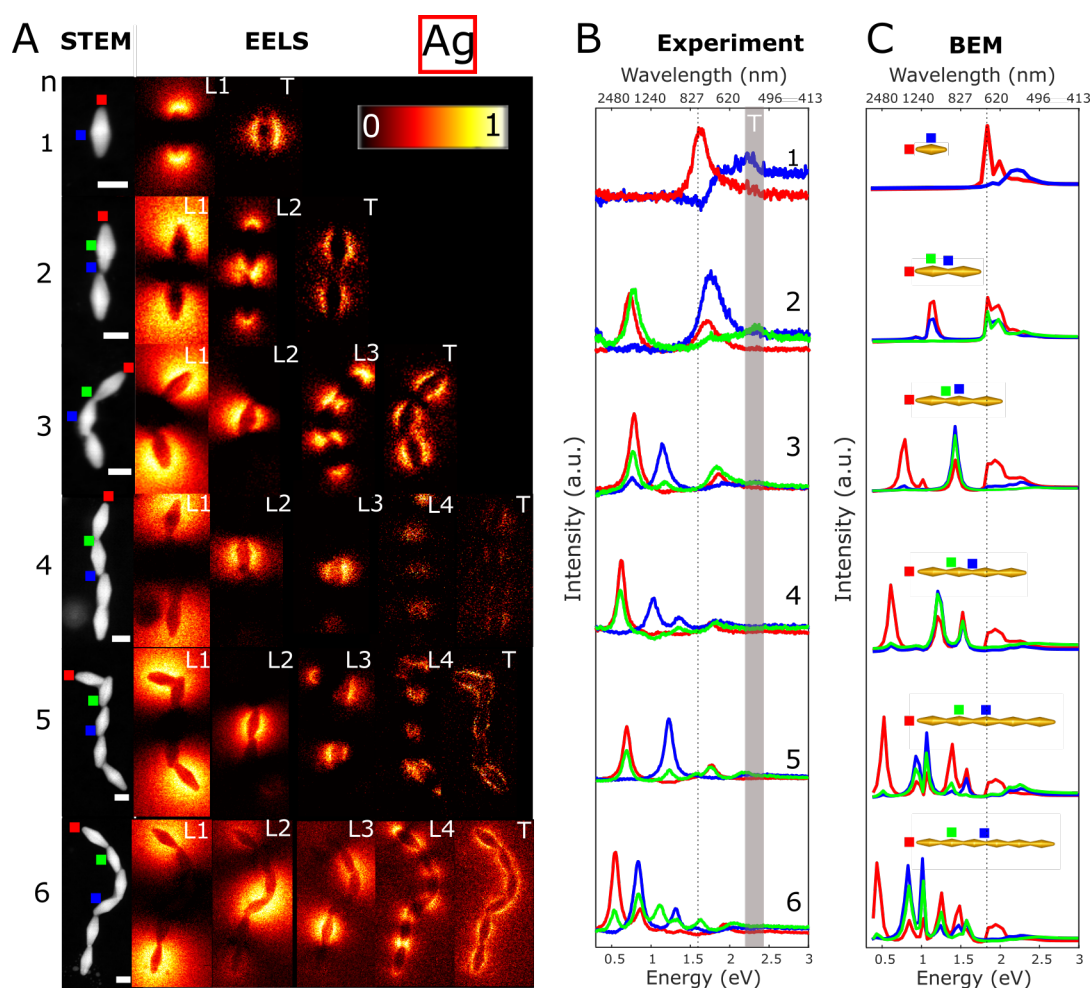 A STEM EELS Ag
n
L1 T
0 1
1
L1 L2 T
2
L1 L2 L3 T
3
L1 L2 L3 L4 T
4
L1 L2 L3 L4 T
5
L1 L2 L3 L4 T
6
B Experiment
Wavelength (nm)
2480 1240 827 620 496 413
T
1
2
3
4
5
6
Intensity (a.u.)
0.5 1 1.5 2 2.5 3
Energy (eV)
C BEM
Wavelength (nm)
2480 1240 827 620 496 413
Intensity (a.u.)
0.5 1 1.5 2 2.5 3
Energy (eV)